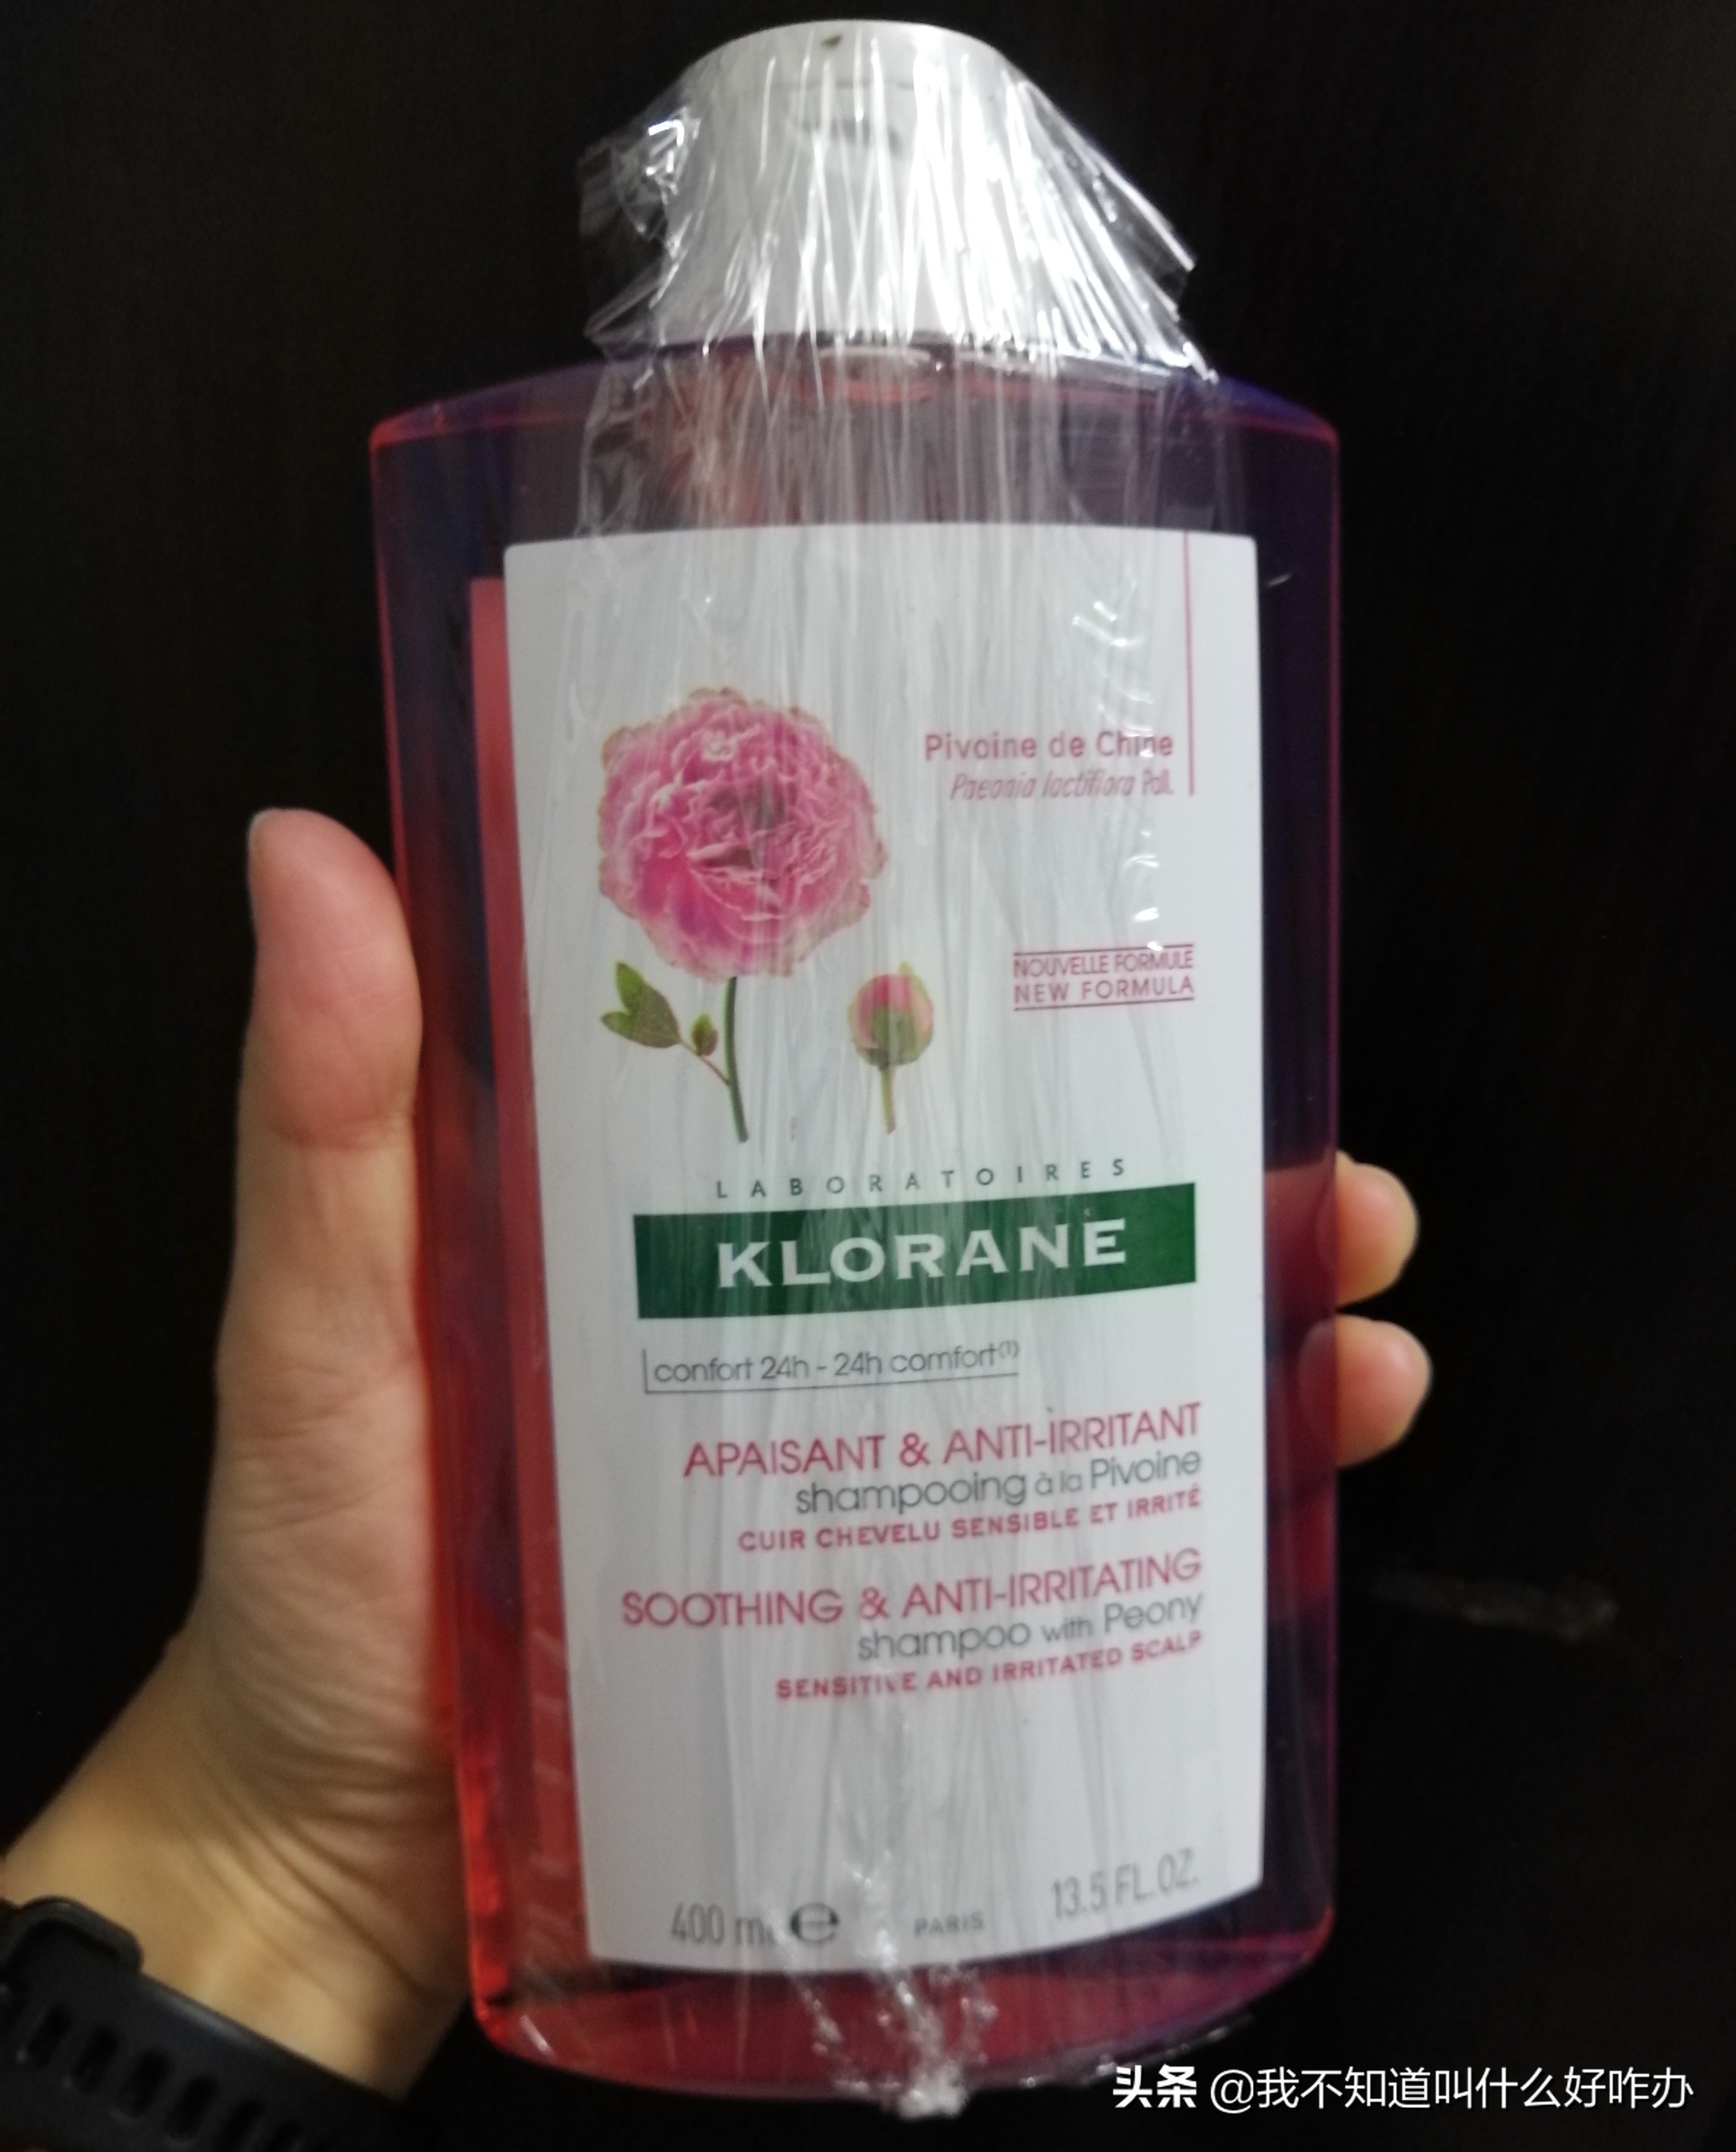 Pivoine de Chine
Paeonia lactiflora Pall.
NOUVELLE FORMULE
NEW FORMULA
LABORATOIRES
KLORANE
confort 24h - 24h comfort(1)
APAISANT & ANTI-IRRITANT
shampooing à la Pivoine
CUIR CHEVELU SENSIBLE ET IRRITÉ
SOOTHING & ANTI-IRRITATING
shampoo with Peony
SENSITIVE AND IRRITATED SCALP
400 ml e PARIS 13.5 FL.OZ.
头条 @我不知道叫什么好咋办